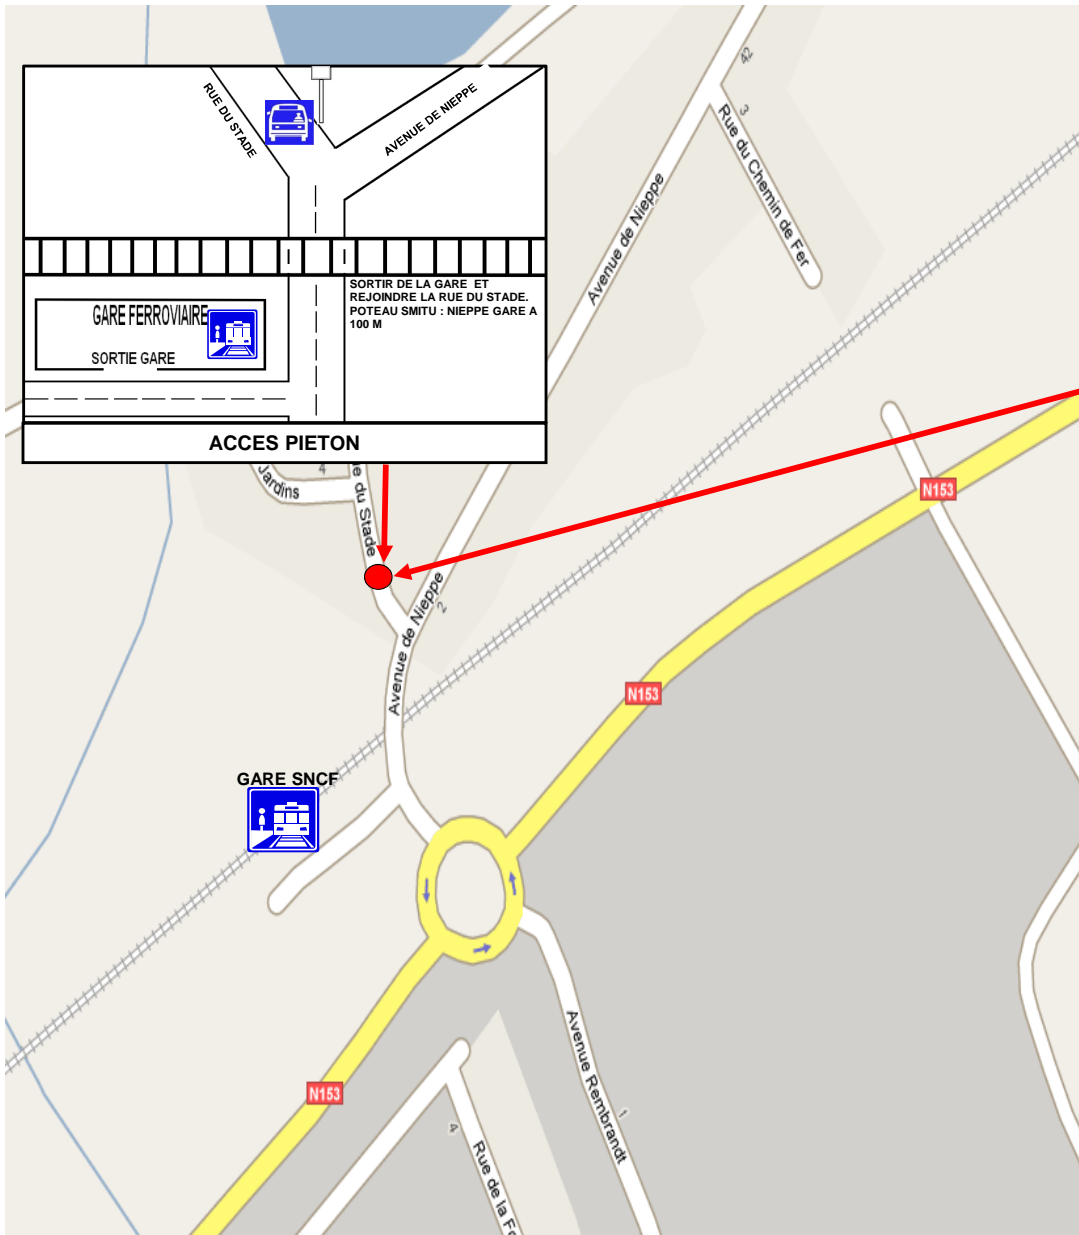 RUE DU STADE
AVENUE DE NIEPPE
SORTIR DE LA GARE ET
REJOINDRE LA RUE DU STADE.
POTEAU SMITU : NIEPPE GARE A
100 M
GARE FERROVIAIRE
SORTIE GARE
ACCES PIETON
42
3
Rue du Chemin de Fer
Avenue de Nieppe
4
Jardins
du Stade
N153
Avenue de Nieppe
2
N153
GARE SNCF
N153
Avenue Rembrandt
1
4
Rue de la